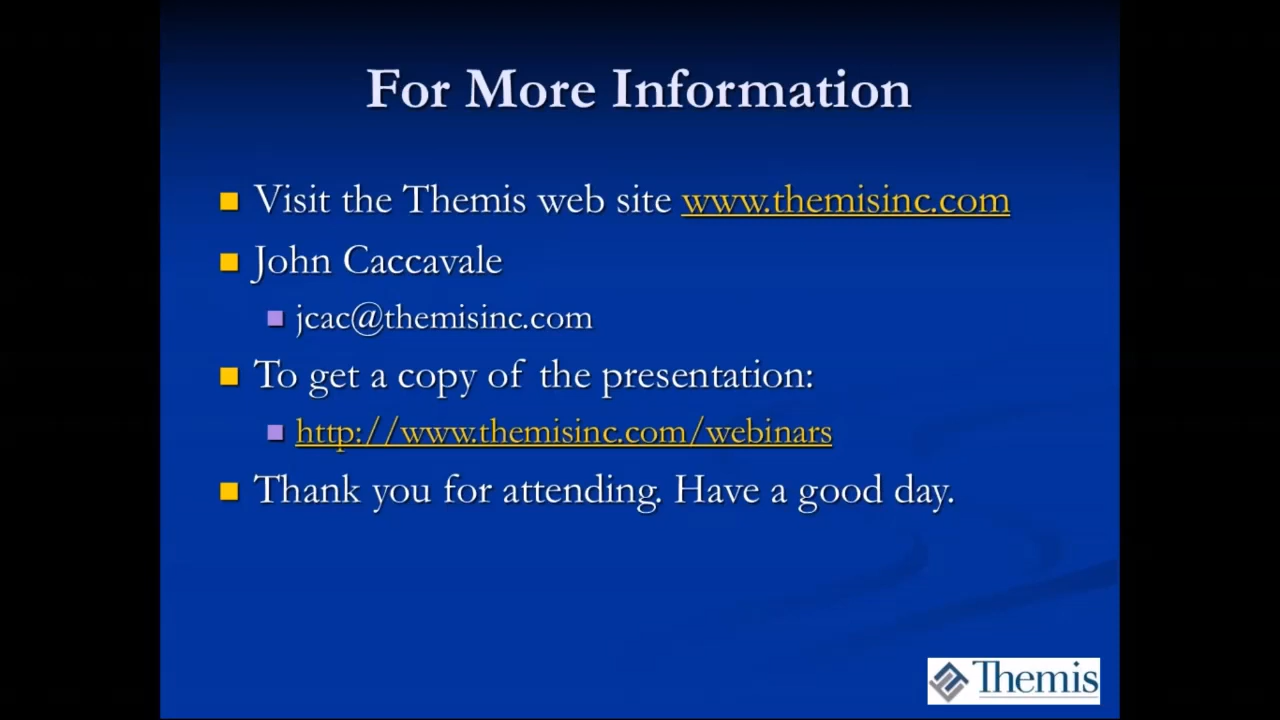 For More Information
Visit the Themis web site www.themisinc.com
John Caccavale
jcac@themisinc.com
To get a copy of the presentation:
http://www.themisinc.com/webinars
Thank you for attending. Have a good day.
Themis